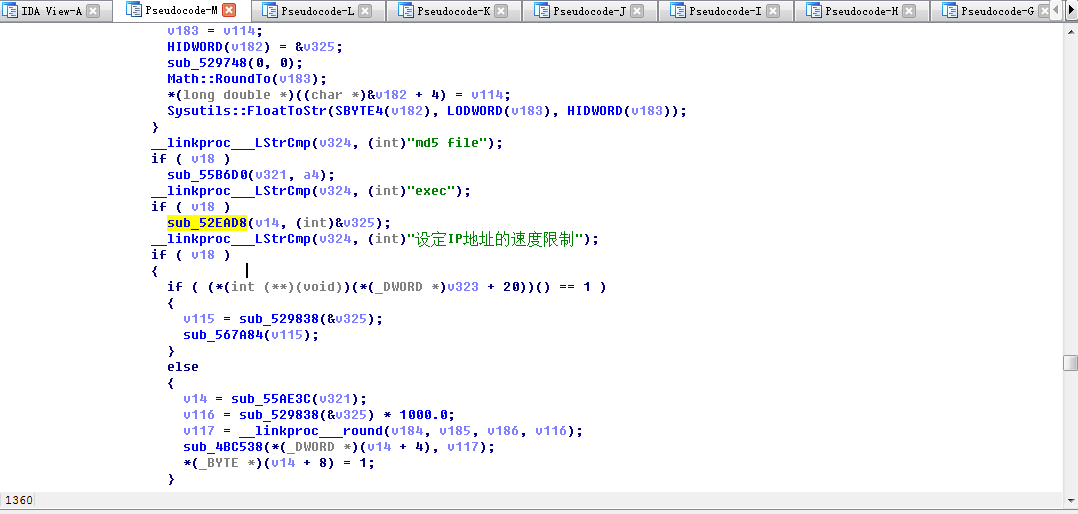 IDA View-A Pseudocode-M Pseudocode-L Pseudocode-K Pseudocode-J Pseudocode-I Pseudocode-H Pseudocode-G
v183 = v114;
HIDWORD(v182) = &v325;
sub_529748(0, 0);
Math::RoundTo(v183);
*(long double *)((char *)&v182 + 4) = v114;
Sysutils::FloatToStr(SBYTE4(v182), LODWORD(v183), HIDWORD(v183));
}
__linkproc___LStrCmp(v324, (int)"md5 file");
if ( v18 )
sub_55B6D0(v321, a4);
__linkproc___LStrCmp(v324, (int)"exec");
if ( v18 )
sub_52EAD8(v14, (int)&v325);
__linkproc___LStrCmp(v324, (int)"设定IP地址的速度限制");
if ( v18 )
{
if ( (*(int (**)(void))(*(_DWORD *)v323 + 20))() == 1 )
{
v115 = sub_529838(&v325);
sub_567A84(v115);
}
else
{
v14 = sub_55AE3C(v321);
v116 = sub_529838(&v325) * 1000.0;
v117 = __linkproc___round(v184, v185, v186, v116);
sub_4BC538(*(_DWORD *)(v14 + 4), v117);
*(_BYTE *)(v14 + 8) = 1;
}
1360